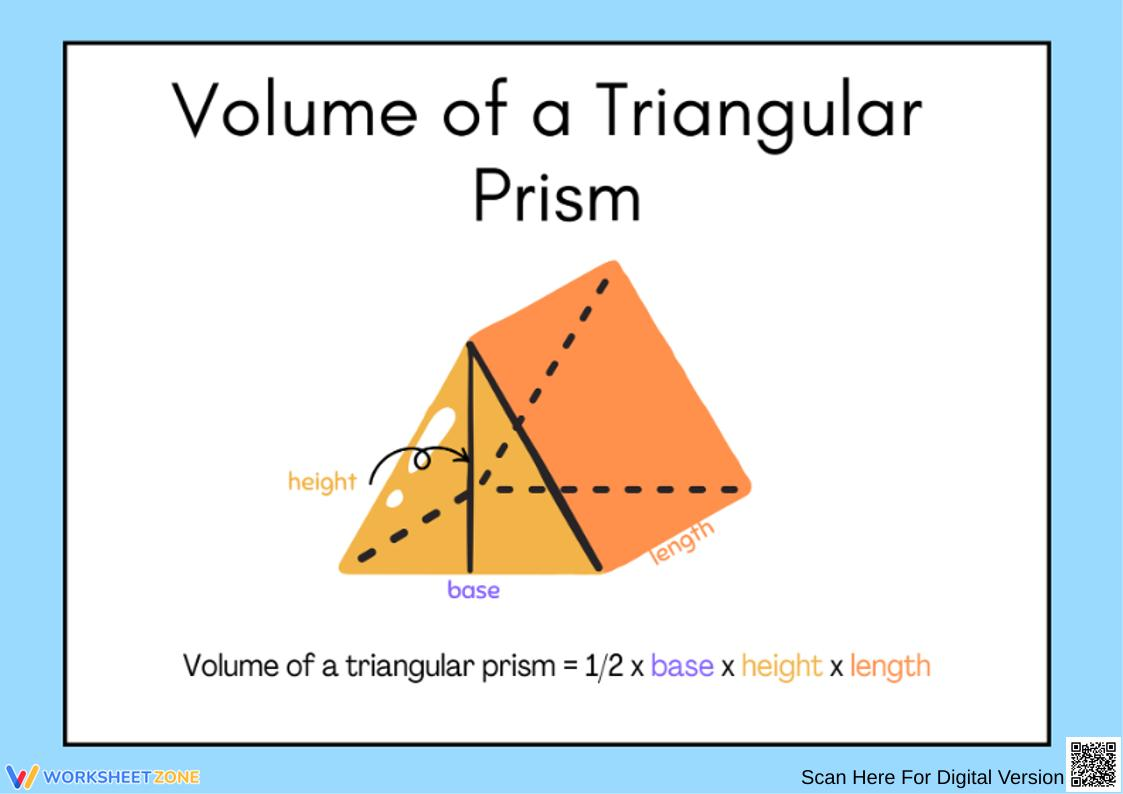 Volume of a Triangular
Prism
height
length
base
Volume of a triangular prism = 1/2 x base x height x length
WORKSHEETZONE
Scan Here For Digital Version